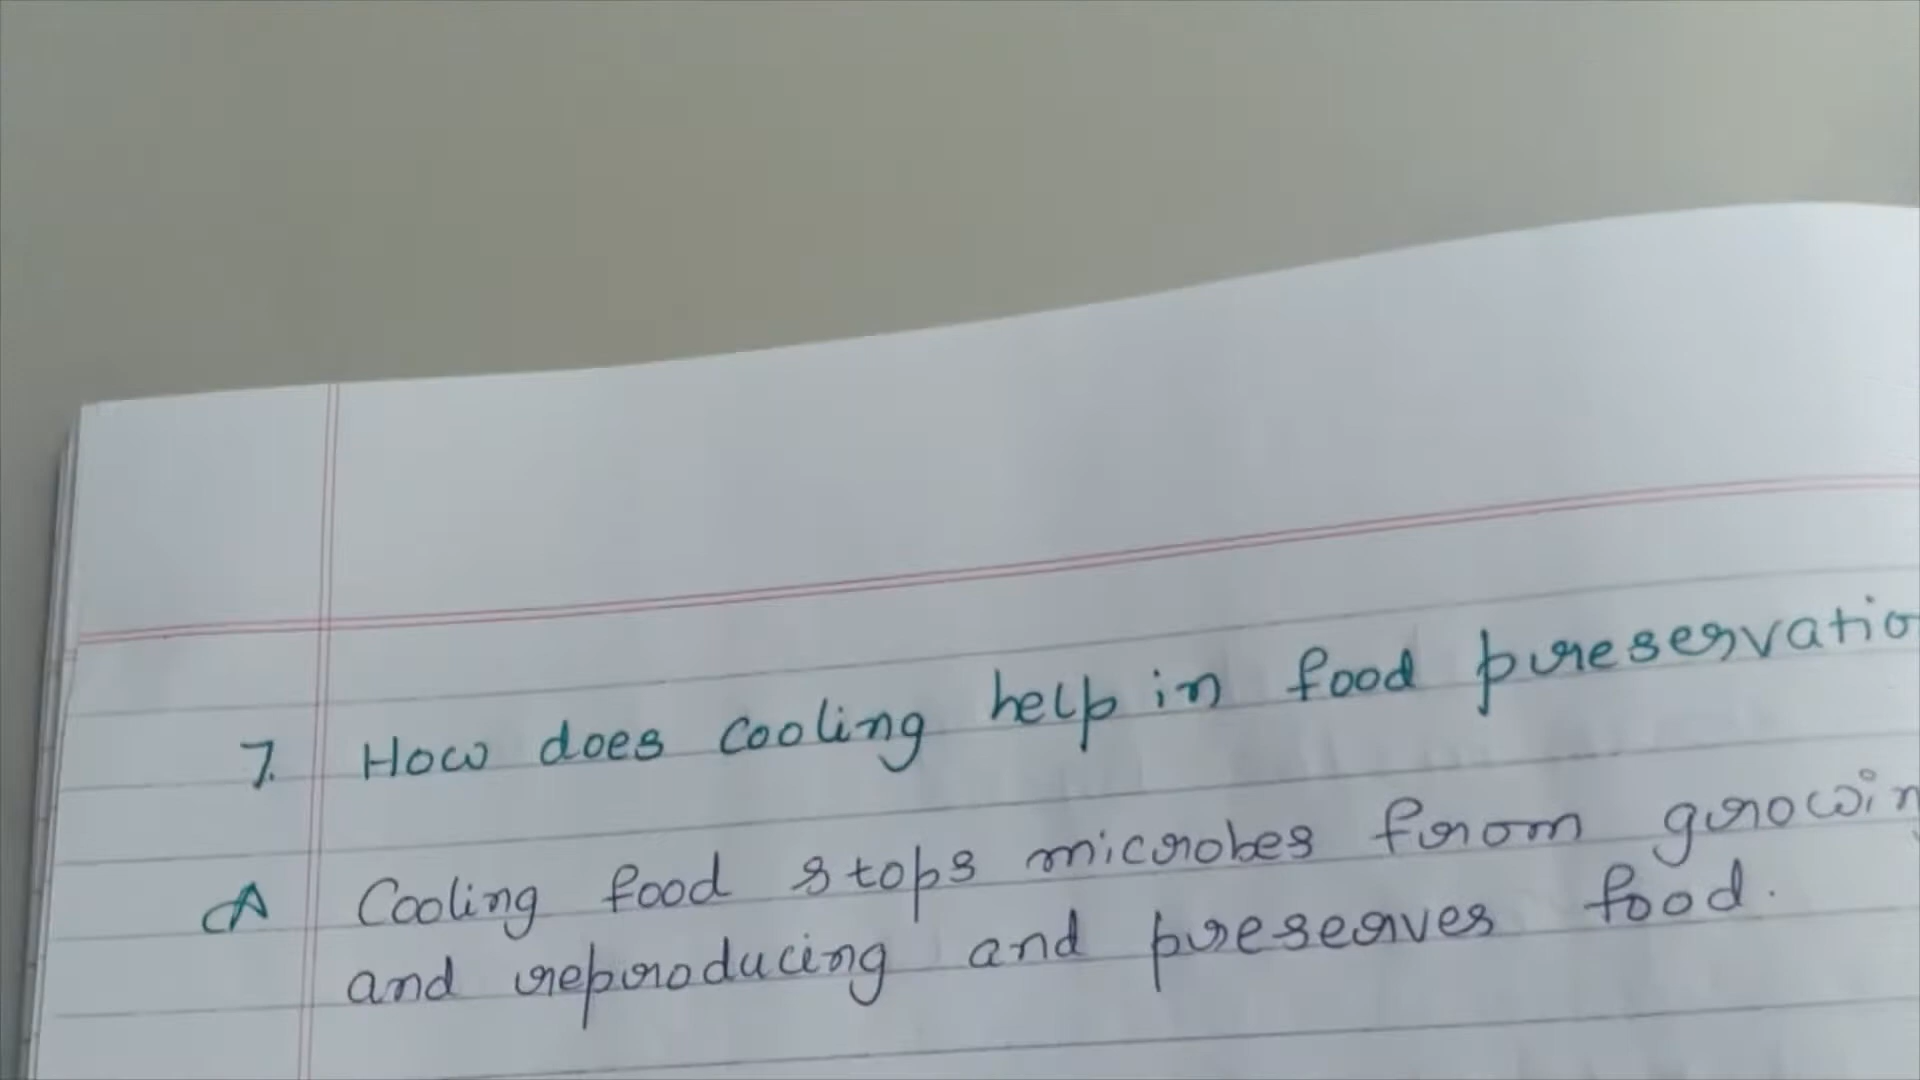 7. How does cooling help in food preservatio
A Cooling food stops microbes from growin
and reproducing and preserves food.